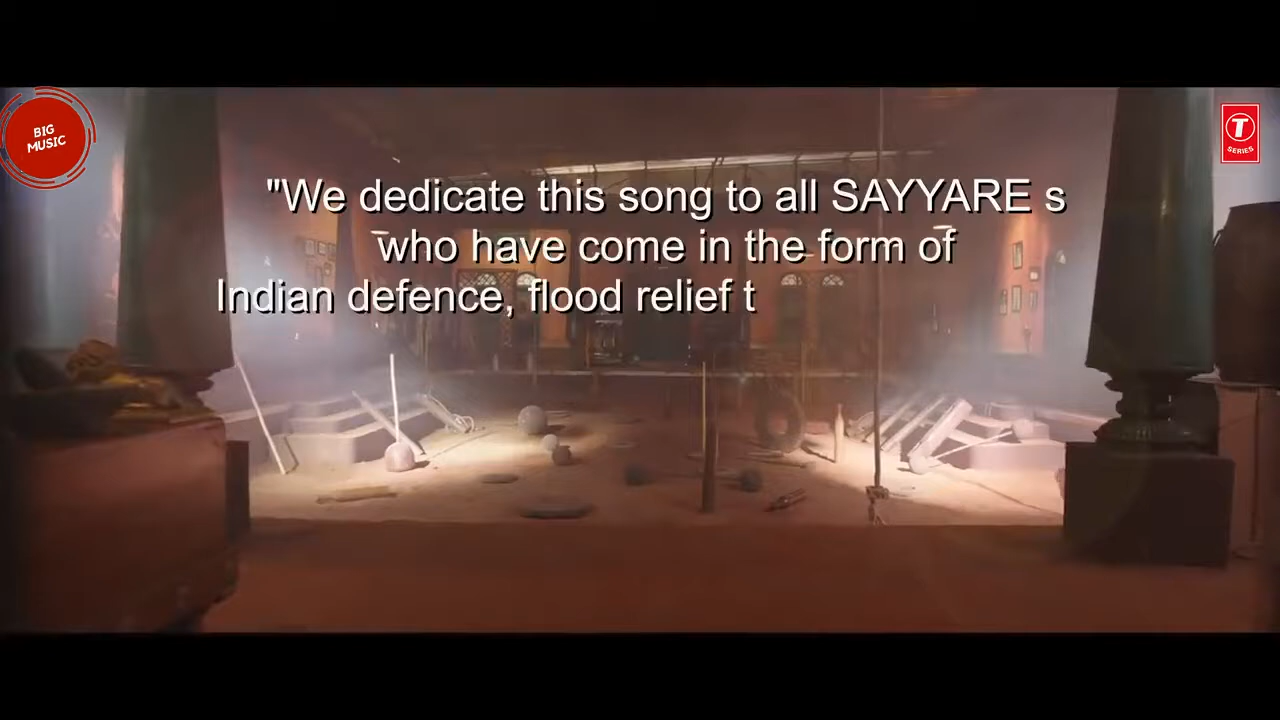 BIG
MUSIC
T
SERIES
"We dedicate this song to all SAYYARE s
who have come in the form of
Indian defence, flood relief t